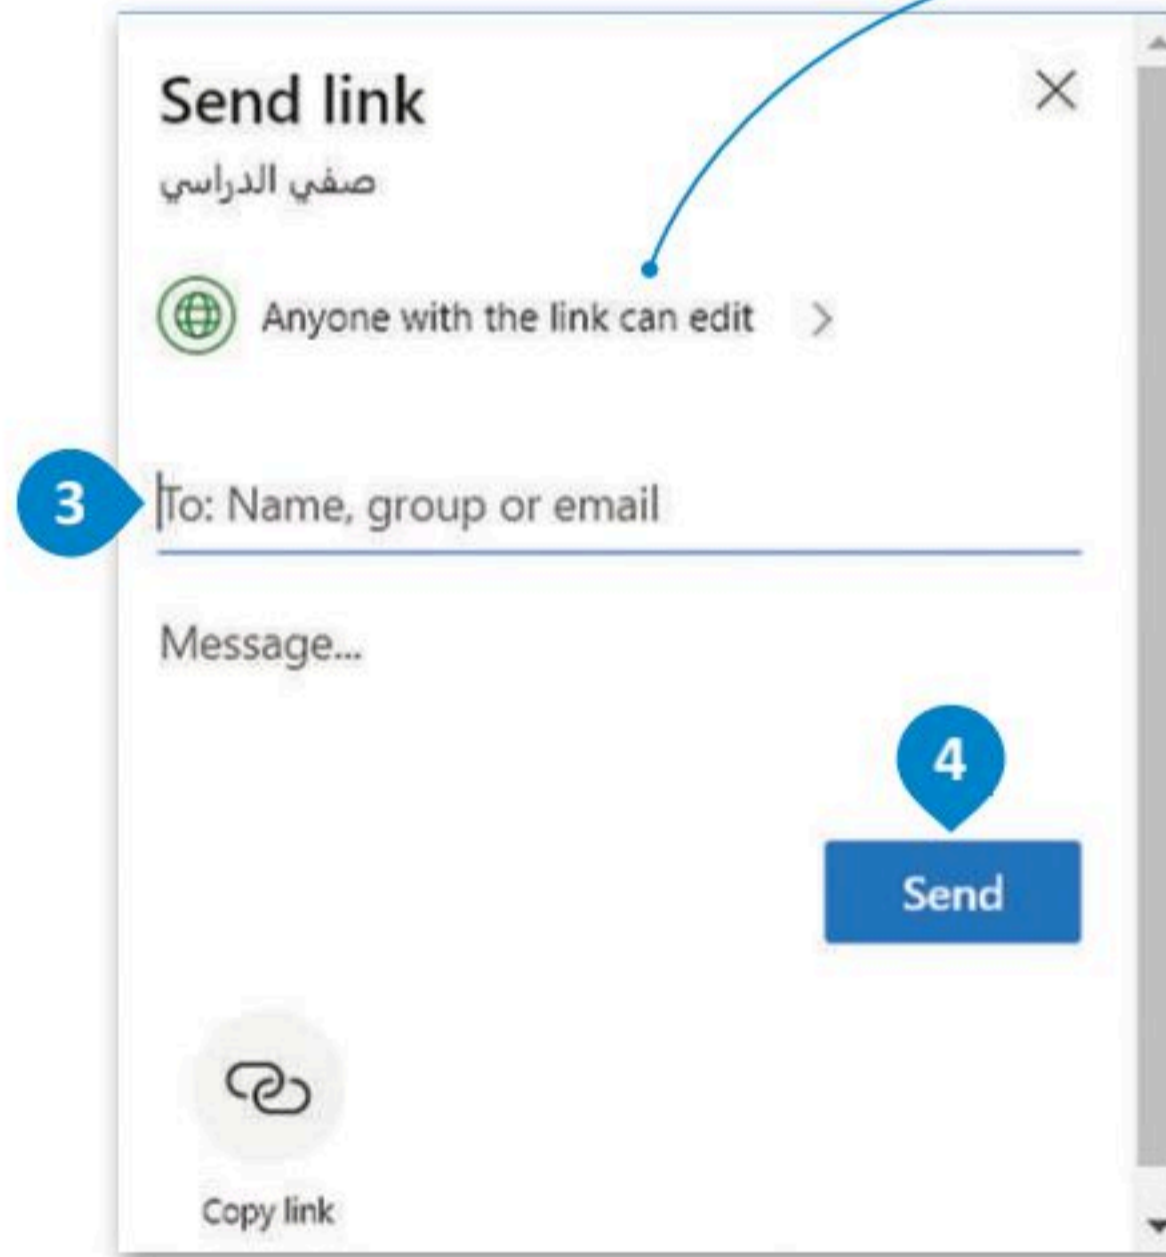 Send link
صفي الدراسي
Anyone with the link can edit
3
To: Name, group or email
Message...
4
Send
Copy link